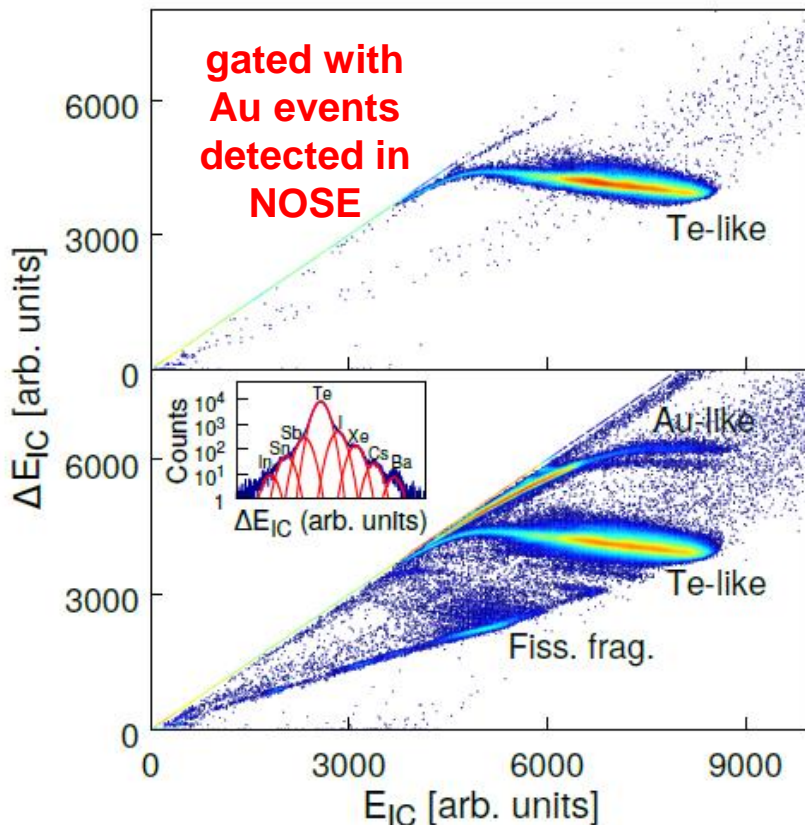 gated with
Au events
detected in
NOSE
6000
3000
0
Te-like
ΔE_IC [arb. units]
Counts
10^4
10^3
10^2
10^1
1
Te
Sb
I
Sn
Xe
In
Cs
Ba
ΔE_IC (arb. units)
Au-like
6000
Te-like
3000
Fiss. frag.
0
0 3000 6000 9000
E_IC [arb. units]